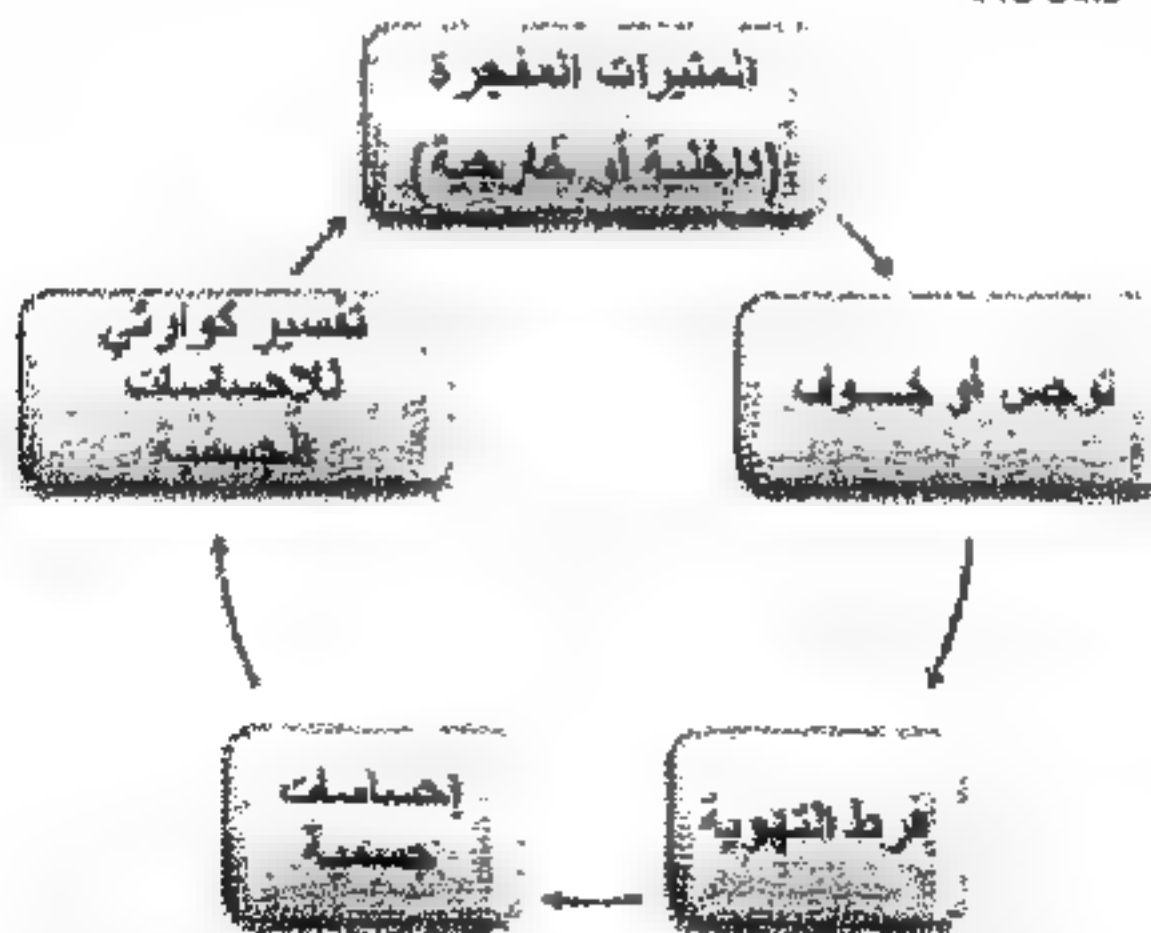 المثيرات المفجرة
(داخلية أو خارجية)
توجس أو خوف
فرط التهوية
إحساسات
جسمية
تفسير كوارثي
للإحساسات
الجسمية